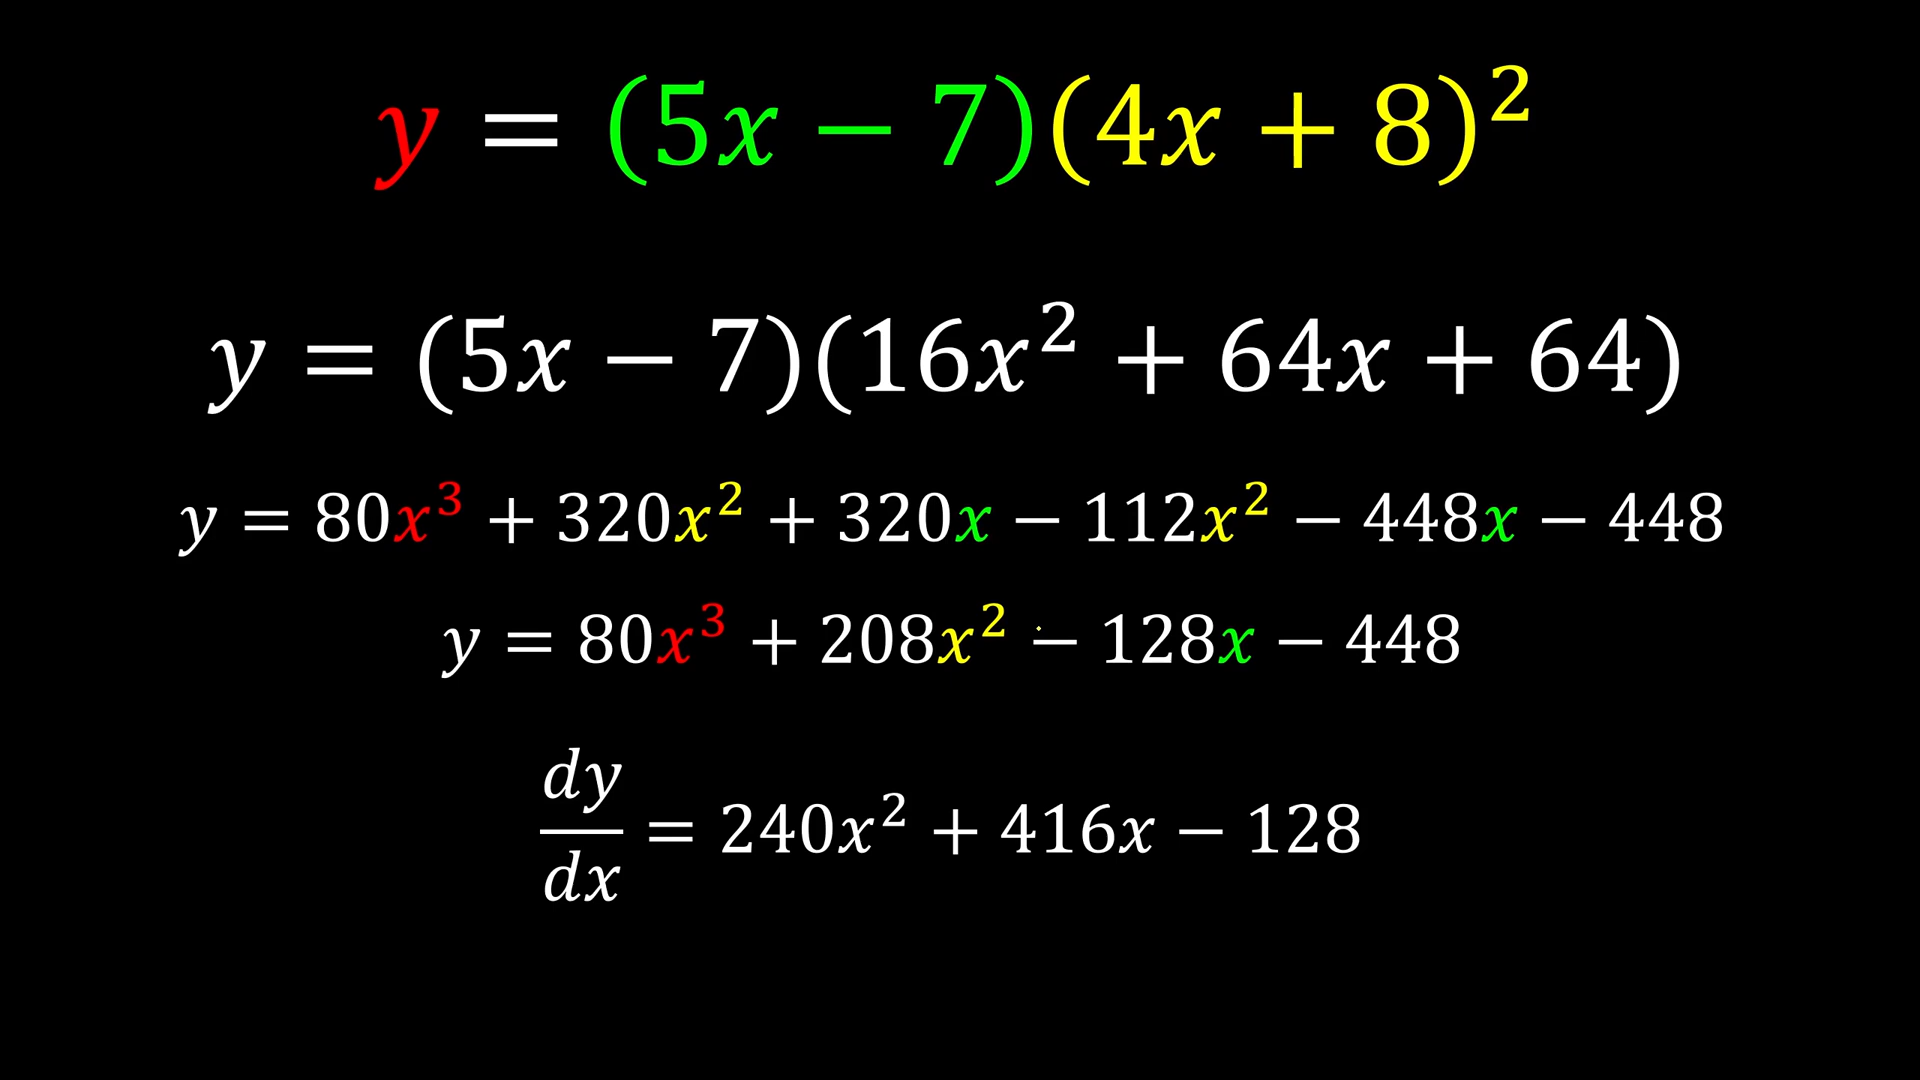 y = (5x − 7)(4x + 8)²
y = (5x − 7)(16x² + 64x + 64)
y = 80x³ + 320x² + 320x − 112x² − 448x − 448
y = 80x³ + 208x² − 128x − 448
dy/dx = 240x² + 416x − 128